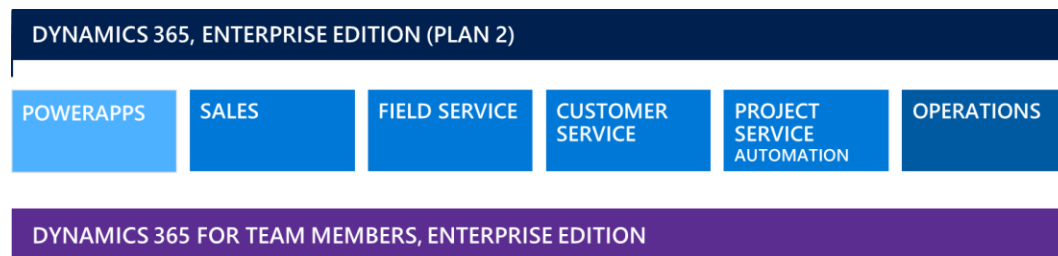 DYNAMICS 365, ENTERPRISE EDITION (PLAN 2)
POWERAPPS
SALES
FIELD SERVICE
CUSTOMER
SERVICE
PROJECT
SERVICE
AUTOMATION
OPERATIONS
DYNAMICS 365 FOR TEAM MEMBERS, ENTERPRISE EDITION